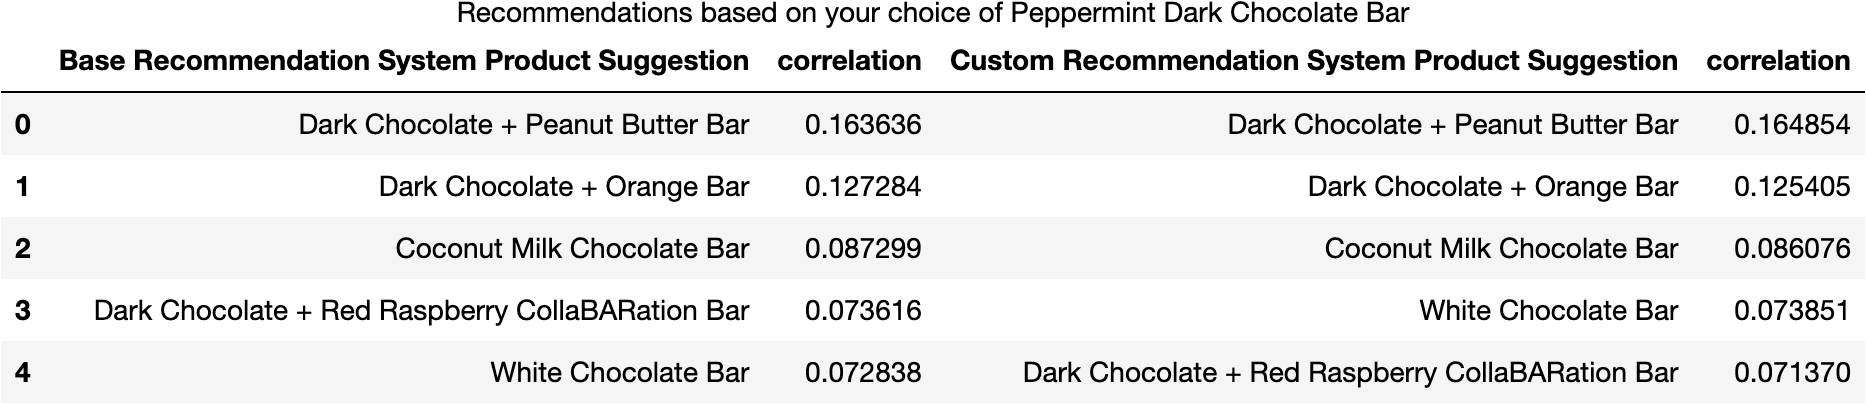 Recommendations based on your choice of Peppermint Dark Chocolate Bar
Base Recommendation System Product Suggestion correlation Custom Recommendation System Product Suggestion correlation
0 Dark Chocolate + Peanut Butter Bar 0.163636 Dark Chocolate + Peanut Butter Bar 0.164854
1 Dark Chocolate + Orange Bar 0.127284 Dark Chocolate + Orange Bar 0.125405
2 Coconut Milk Chocolate Bar 0.087299 Coconut Milk Chocolate Bar 0.086076
3 Dark Chocolate + Red Raspberry CollaBARation Bar 0.073616 White Chocolate Bar 0.073851
4 White Chocolate Bar 0.072838 Dark Chocolate + Red Raspberry CollaBARation Bar 0.071370